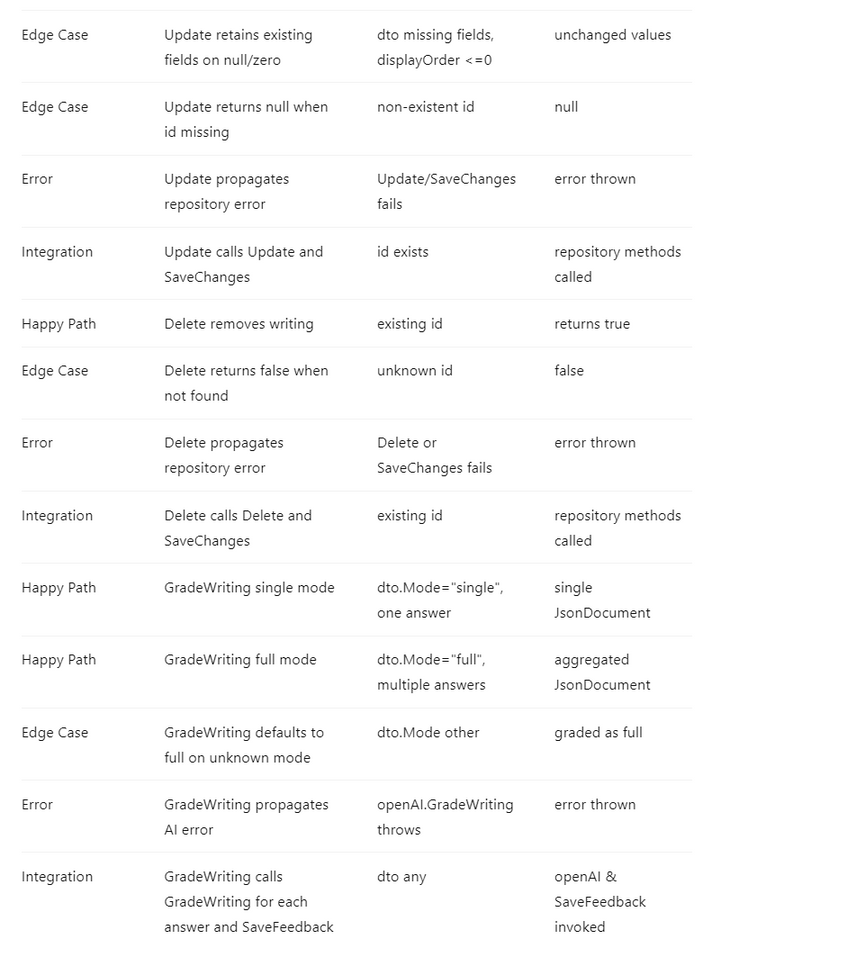 Edge Case Update retains existing dto missing fields, unchanged values
fields on null/zero displayOrder <=0
Edge Case Update returns null when non-existent id null
id missing
Error Update propagates Update/SaveChanges error thrown
repository error fails
Integration Update calls Update and id exists repository methods
SaveChanges called
Happy Path Delete removes writing existing id returns true
Edge Case Delete returns false when unknown id false
not found
Error Delete propagates Delete or error thrown
repository error SaveChanges fails
Integration Delete calls Delete and existing id repository methods
SaveChanges called
Happy Path GradeWriting single mode dto.Mode="single", single
one answer JsonDocument
Happy Path GradeWriting full mode dto.Mode="full", aggregated
multiple answers JsonDocument
Edge Case GradeWriting defaults to dto.Mode other graded as full
full on unknown mode
Error GradeWriting propagates openAI.GradeWriting error thrown
AI error throws
Integration GradeWriting calls dto any openAI &
GradeWriting for each SaveFeedback
answer and SaveFeedback invoked